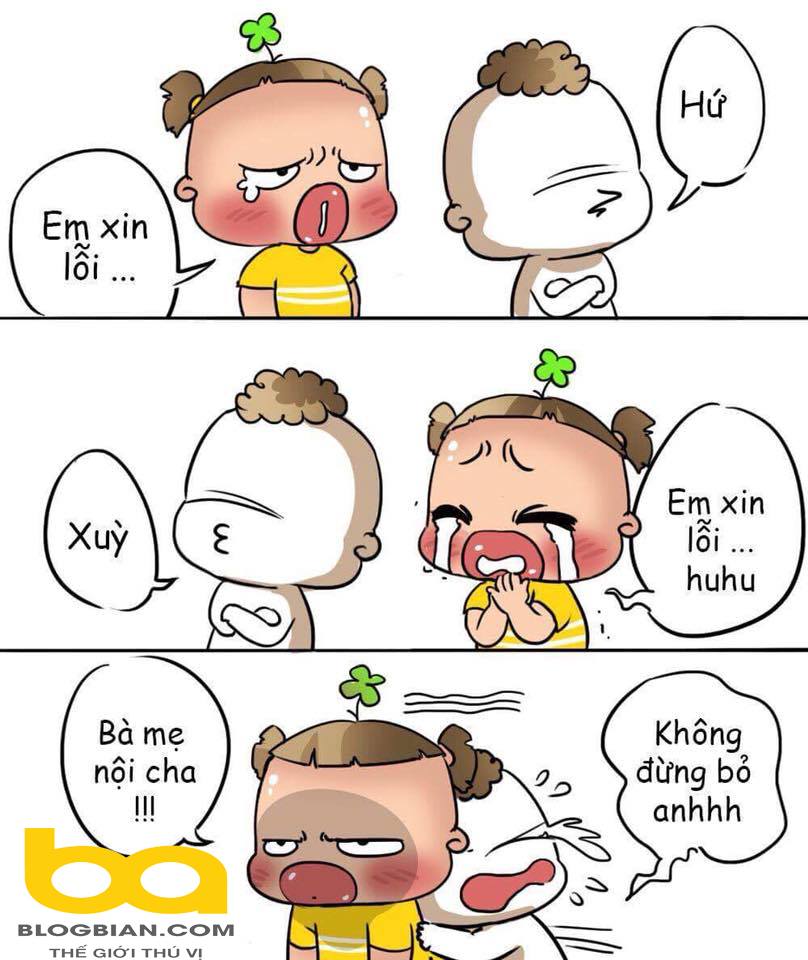 Em xin
lỗi ...
Hứ
Xuỳ
Em xin
lỗi ...
huhu
Bà mẹ
nội cha
!!!
Không
đừng bỏ
anhhh
ba
BLOGBIAN.COM
THẾ GIỚI THÚ VỊ